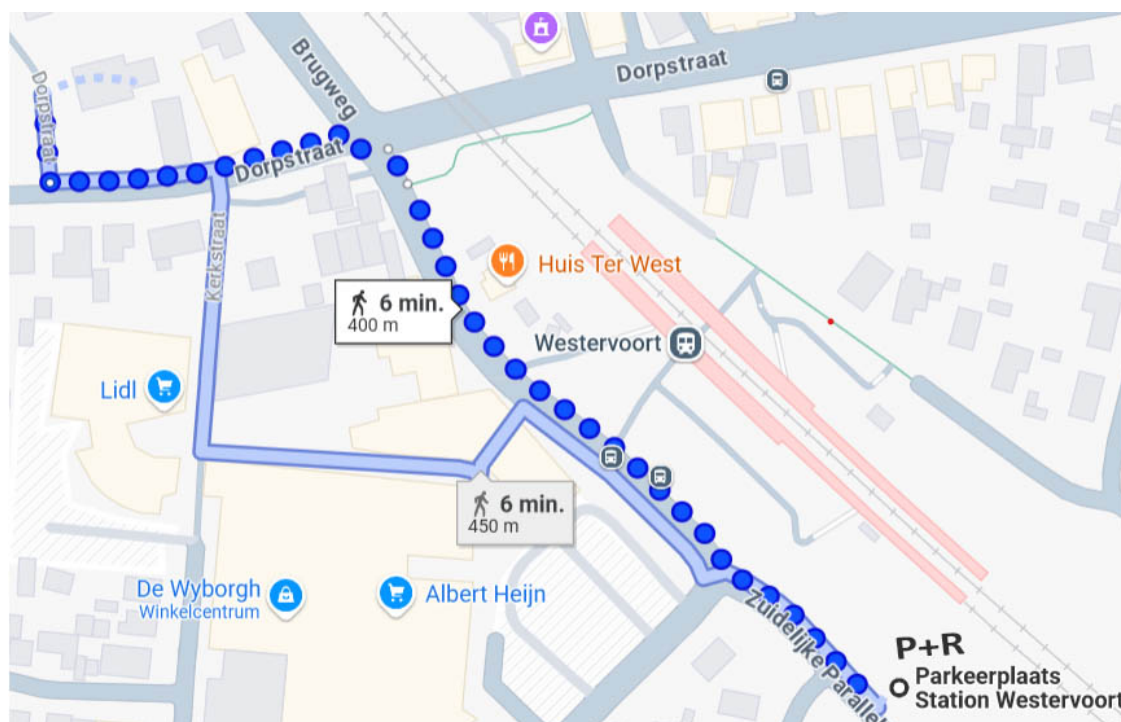 Dorpstraat
Brugweg
Dorpstraat
Dorpstraat
Kerkstraat
Huis Ter West
6 min.
400 m
Westervoort
Lidl
6 min.
450 m
De Wyborgh
Winkelcentrum
Albert Heijn
Zuidelijke Parallel
P+R
Parkeerplaats
Station Westervoort